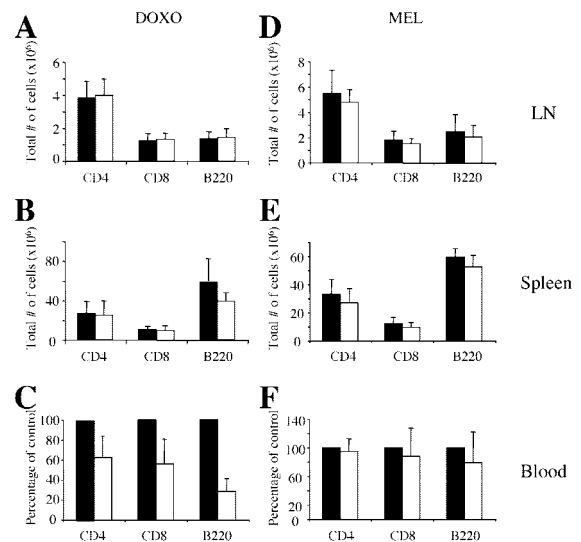 DOXO
MEL
A
Total # of cells (x10⁶)
6
4
2
0
CD4 CD8 B220
D
Total # of cells (x10⁶)
8
6
4
2
0
CD4 CD8 B220
LN
B
Total # of cells (x10⁶)
80
40
0
CD4 CD8 B220
E
Total # of cells (x10⁶)
60
40
20
0
CD4 CD8 B220
Spleen
C
Percentage of control
100
80
60
40
20
0
CD4 CD8 B220
F
Percentage of control
140
100
60
20
0
CD4 CD8 B220
Blood